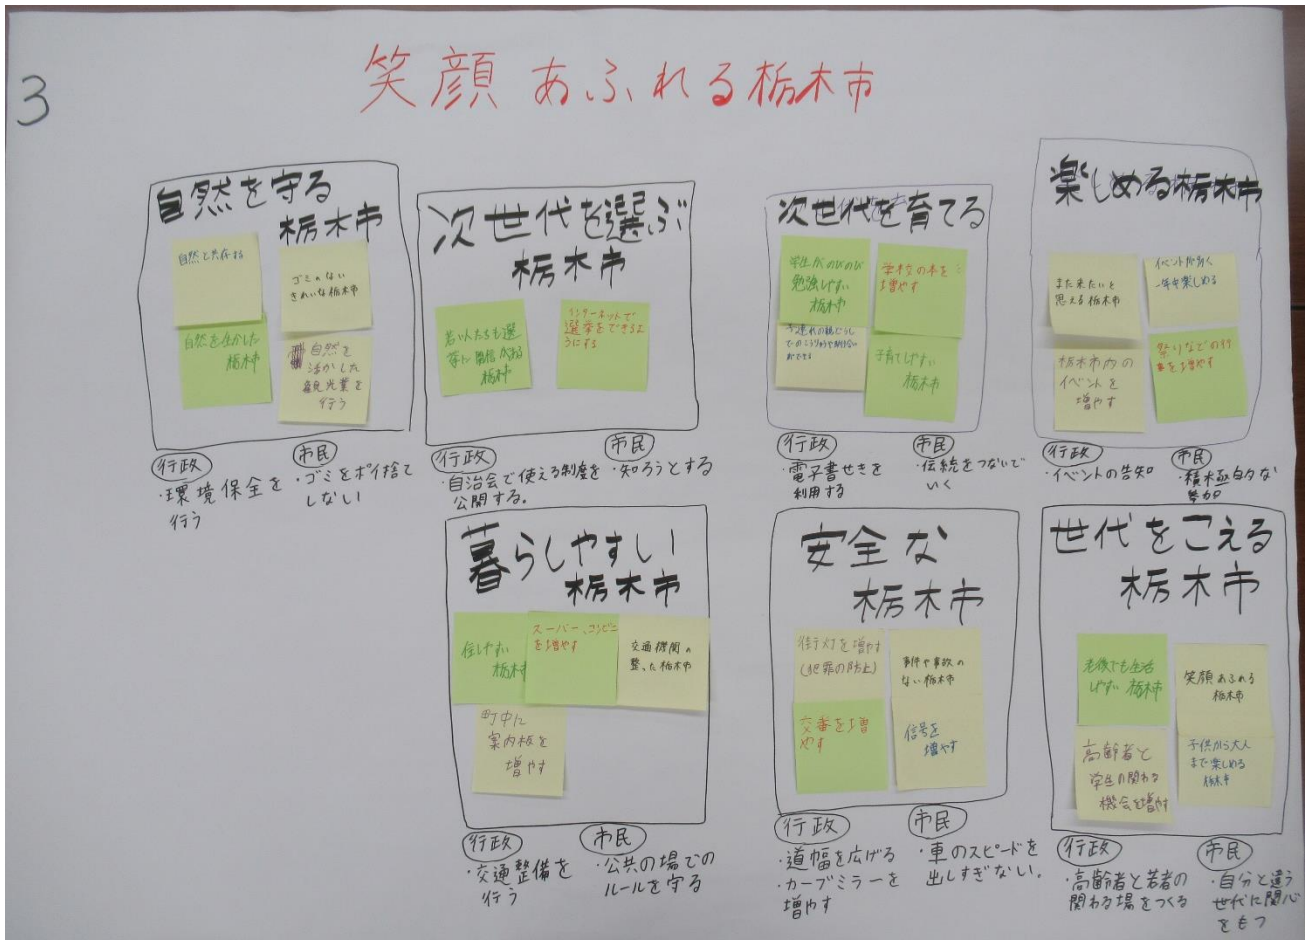 3
笑顔あふれる栃木市
自然を守る
栃木市
自然と共存する
ゴミのない
きれいな栃木市
自然を生かした
栃木市
自然を
活かした
観光業を
行う
行政
・環境保全を
行う
市民
・ゴミをポイ捨て
しない
次世代を選ぶ
栃木市
若い人たちも選
挙に関心がある
栃木市
インターネットで
選挙をできるよ
うにする
行政
・自治会で使える制度を
公開する。
市民
・知ろうとする
次世代を育てる
学生がのびのび
勉強しやすい
栃木市
学校の本を
増やす
子連れの親どうし
子育てしやすい
栃木市
行政
・電子書せきを
利用する
市民
・伝統をつないで
いく
楽しめる栃木市
また来たいと
思える栃木市
イベントが多く
一年中楽しめる
栃木市内の
イベントを
増やす
祭りなどの行
事を増やす
行政
・イベントの告知
市民
・積極的な
参加
暮らしやすい
栃木市
住しやすい
栃木市
スーパー、コンビニ
を増やす
交通機関の
整った栃木市
町中に
案内板を
増やす
行政
・交通整備を
行う
市民
・公共の場での
ルールを守る
安全な
栃木市
街灯を増やす
(犯罪の防止)
事件や事故の
ない栃木市
交番を増
やす
信号を
増やす
行政
・道幅を広げる
・カーブミラーを
増やす
市民
・車のスピードを
出しすぎない。
世代をこえる
栃木市
老後でも生活
しやすい栃木市
笑顔あふれる
栃木市
高齢者と
学生の関わる
機会を増やす
子供から大人
まで楽しめる
栃木市
行政
・高齢者と若者の
関わる場をつくる
市民
・自分と違う
世代に関心
をもつ